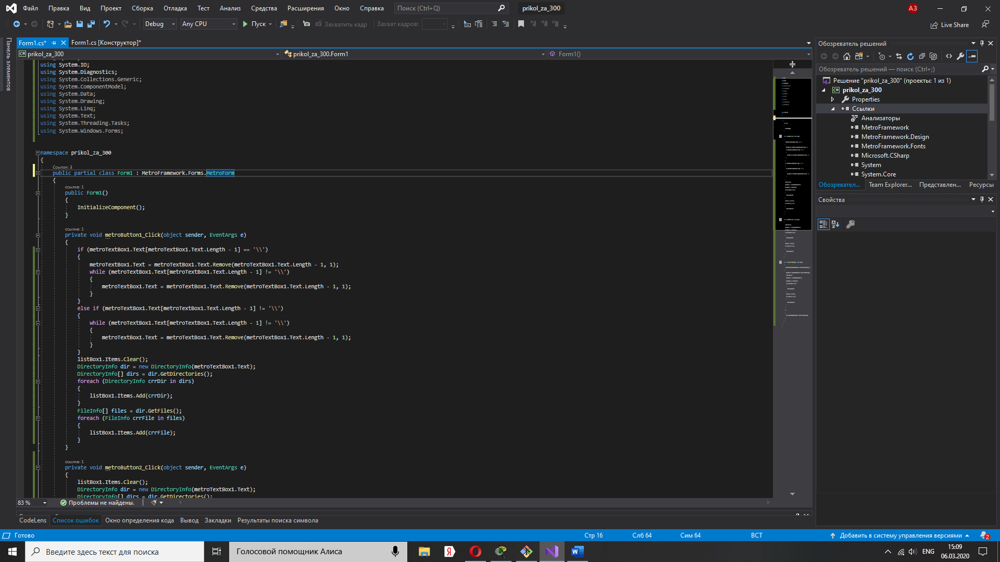 Файл Правка Вид Проект Сборка Отладка Тест Анализ Средства Расширения Окно Справка Поиск (Ctrl+Q) prikol_za_300 АЗ
Debug Any CPU Пуск Захватить кадр Захват кадров: Live Share
Панель элементов
Form1.cs* Form1.cs [Конструктор]*
prikol_za_300 prikol_za_300.Form1 Form1()
using System.IO;
using System.Diagnostics;
using System.Collections.Generic;
using System.ComponentModel;
using System.Data;
using System.Drawing;
using System.Linq;
using System.Text;
using System.Threading.Tasks;
using System.Windows.Forms;
namespace prikol_za_300
{
Ссылок: 3
public partial class Form1 : MetroFramework.Forms.MetroForm
{
ссылка: 1
public Form1()
{
InitializeComponent();
}
ссылка: 1
private void metroButton1_Click(object sender, EventArgs e)
{
if (metroTextBox1.Text[metroTextBox1.Text.Length - 1] == '\\')
{
metroTextBox1.Text = metroTextBox1.Text.Remove(metroTextBox1.Text.Length - 1, 1);
while (metroTextBox1.Text[metroTextBox1.Text.Length - 1] != '\\')
{
metroTextBox1.Text = metroTextBox1.Text.Remove(metroTextBox1.Text.Length - 1, 1);
}
}
else if (metroTextBox1.Text[metroTextBox1.Text.Length - 1] != '\\')
{
while (metroTextBox1.Text[metroTextBox1.Text.Length - 1] != '\\')
{
metroTextBox1.Text = metroTextBox1.Text.Remove(metroTextBox1.Text.Length - 1, 1);
}
}
listBox1.Items.Clear();
DirectoryInfo dir = new DirectoryInfo(metroTextBox1.Text);
DirectoryInfo[] dirs = dir.GetDirectories();
foreach (DirectoryInfo crrDir in dirs)
{
listBox1.Items.Add(crrDir);
}
FileInfo[] files = dir.GetFiles();
foreach (FileInfo crrFile in files)
{
listBox1.Items.Add(crrFile);
}
}
ссылка: 1
private void metroButton2_Click(object sender, EventArgs e)
{
listBox1.Items.Clear();
DirectoryInfo dir = new DirectoryInfo(metroTextBox1.Text);
DirectoryInfo[] dirs = dir.GetDirectories();
83 % Проблемы не найдены.
CodeLens Список ошибок Окно определения кода Вывод Закладки Результаты поиска символа
Обозреватель решений
Обозреватель решений — поиск (Ctrl+;)
Решение "prikol_za_300" (проекты: 1 из 1)
prikol_za_300
Properties
Ссылки
Анализаторы
MetroFramework
MetroFramework.Design
MetroFramework.Fonts
Microsoft.CSharp
System
System.Core
Обозревател... Team Explorer... Представлен... Ресурсы
Свойства
Готово Стр 16 Слб 64 Сим 64 ВСТ Добавить в систему управления версиями 2
Введите здесь текст для поиска Голосовой помощник Алиса ENG 15:09
06.03.2020